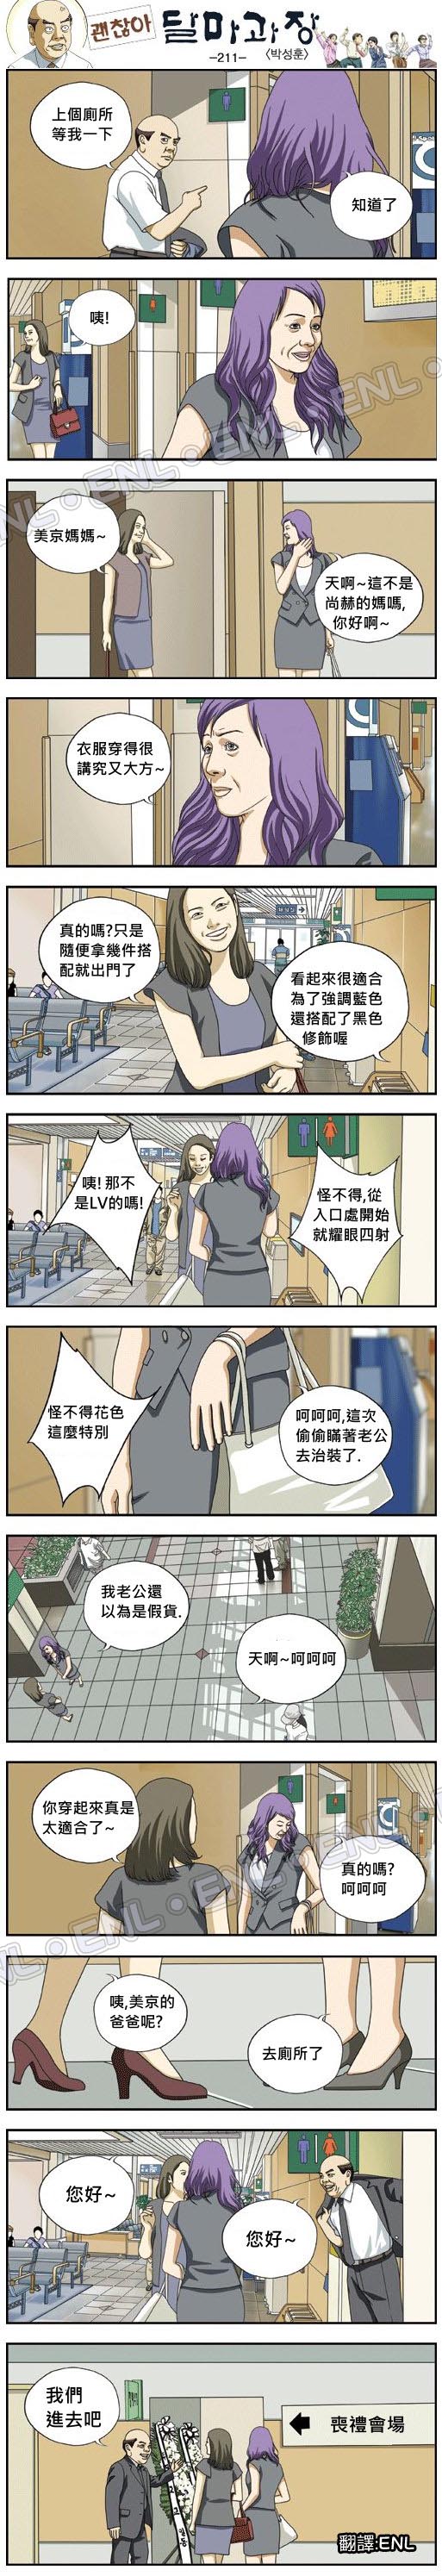 괜찮아 달마과장
-211- <박성훈>
上個廁所
等我一下
知道了
咦!
美京媽媽~
天啊~這不是
尚赫的媽嗎,
你好啊~
衣服穿得很
講究又大方~
真的嗎?只是
隨便拿幾件搭
配就出門了
看起來很適合
為了強調藍色
還搭配了黑色
修飾喔
咦! 那不
是LV的嗎!
怪不得,從
入口處開始
就耀眼四射
怪不得花色
這麼特別
呵呵呵,這次
偷偷瞞著老公
去治裝了.
我老公還
以為是假貨.
天啊~呵呵呵
你穿起來真是
太適合了~
真的嗎?
呵呵呵
咦,美京的
爸爸呢?
去廁所了
您好~
您好~
我們
進去吧
喪禮會場
翻譯:ENL